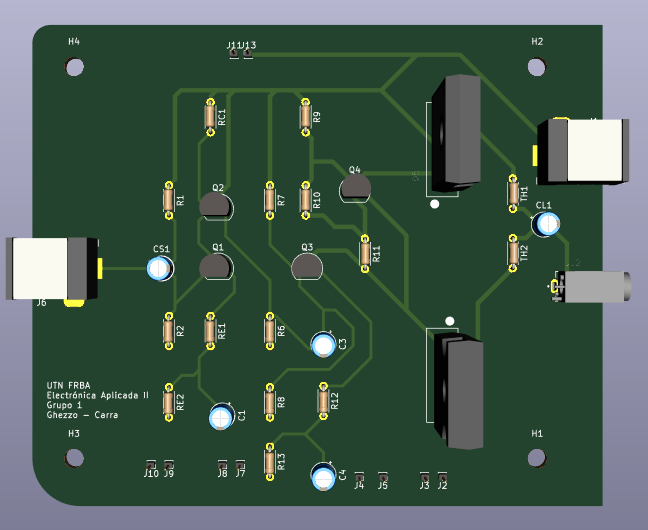 H4
J11 J13
H2
RC1
R9
Q4
Q2
R1
R7
R10
TH1
CL1
CS1
Q1
Q3
R11
TH2
J6
R2
RE1
R6
C3
UTN FRBA
Electrónica Aplicada II
Grupo 1
Ghezzo - Carra
RE2
C1
R8
R12
H3
H1
R13
C4
J10 J9
J8 J7
J4 J5
J3 J2